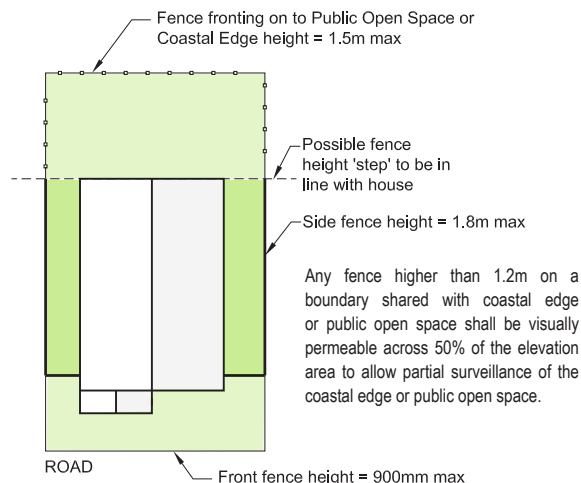 Fence fronting on to Public Open Space or
Coastal Edge height = 1.5m max
Possible fence
height 'step' to be in
line with house
Side fence height = 1.8m max
Any fence higher than 1.2m on a
boundary shared with coastal edge
or public open space shall be visually
permeable across 50% of the elevation
area to allow partial surveillance of the
coastal edge or public open space.
ROAD
Front fence height = 900mm max